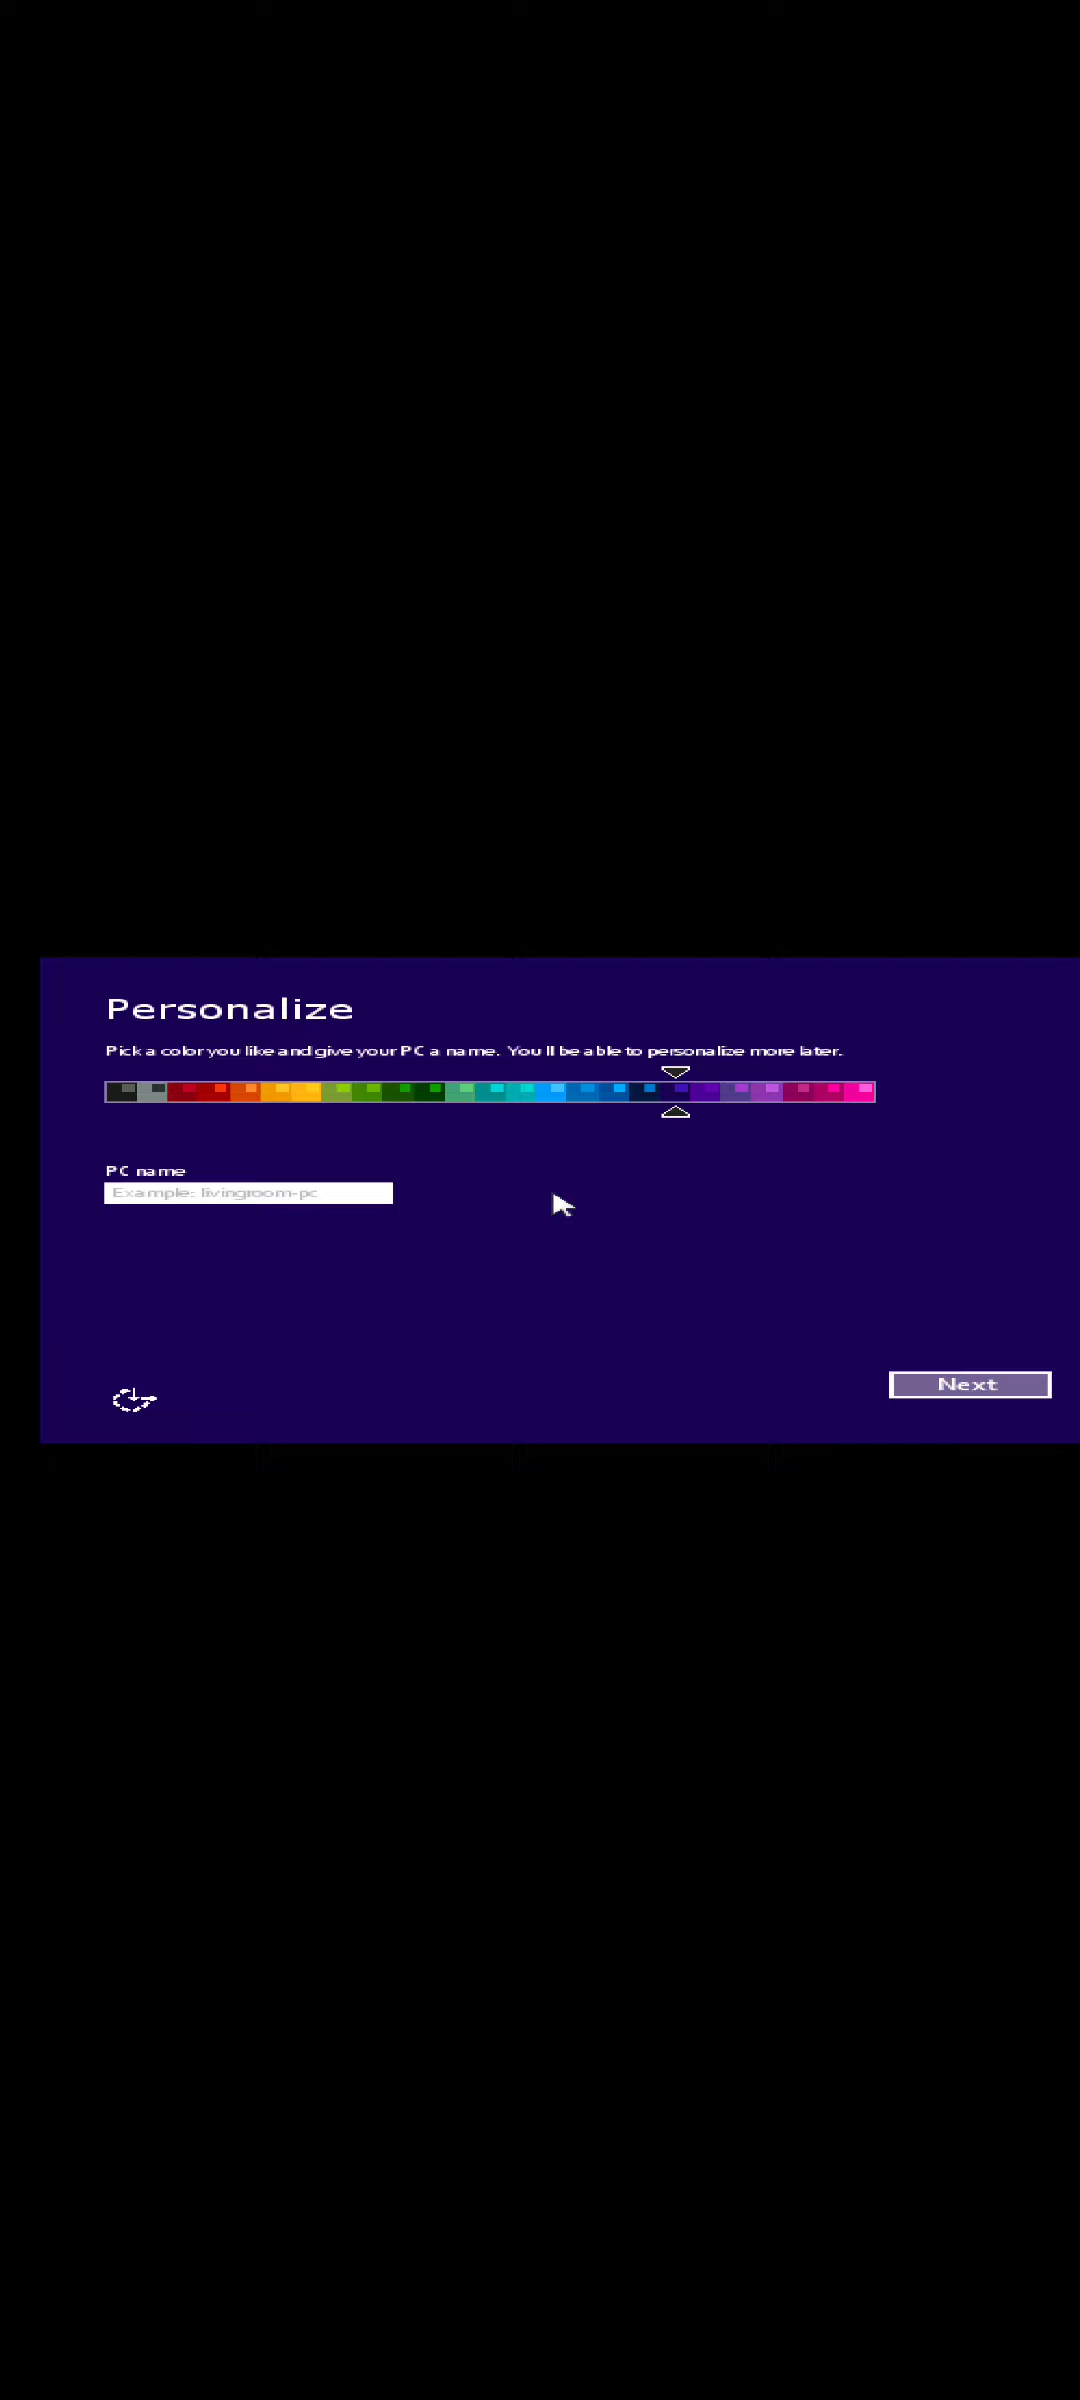 Personalize
Pick a color you like and give your PC a name. You'll be able to personalize more later.
PC name
Example: livingroom-pc
Next